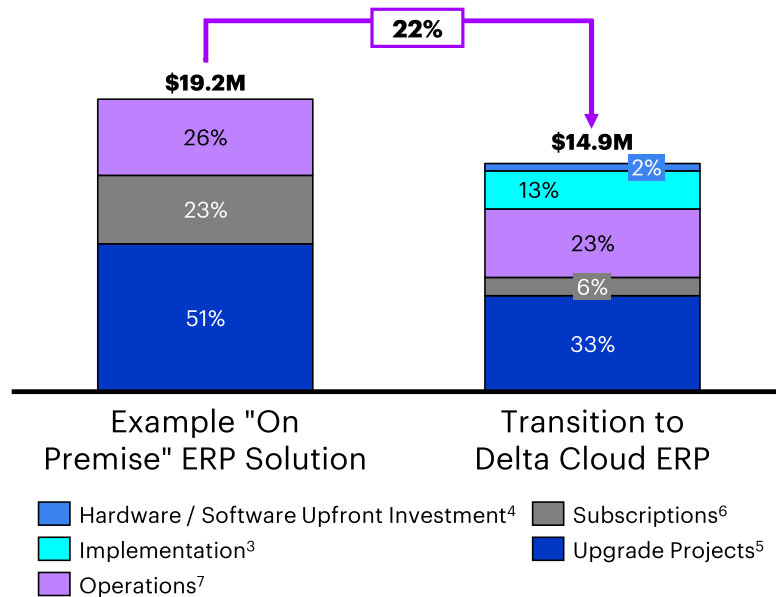 22%
$19.2M
$14.9M
26%
23%
51%
2%
13%
23%
6%
33%
Example "On
Premise" ERP Solution
Transition to
Delta Cloud ERP
Hardware / Software Upfront Investment⁴
Subscriptions⁶
Implementation³
Upgrade Projects⁵
Operations⁷